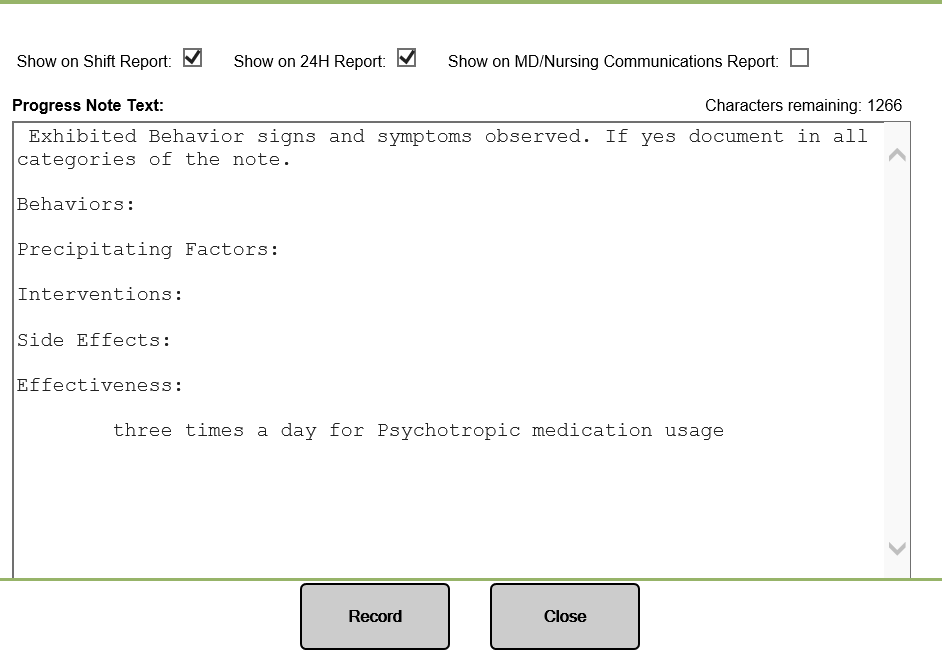 Show on Shift Report: Show on 24H Report: Show on MD/Nursing Communications Report:
Progress Note Text: Characters remaining: 1266
Exhibited Behavior signs and symptoms observed. If yes document in all
categories of the note.
Behaviors:
Precipitating Factors:
Interventions:
Side Effects:
Effectiveness:
three times a day for Psychotropic medication usage
Record Close